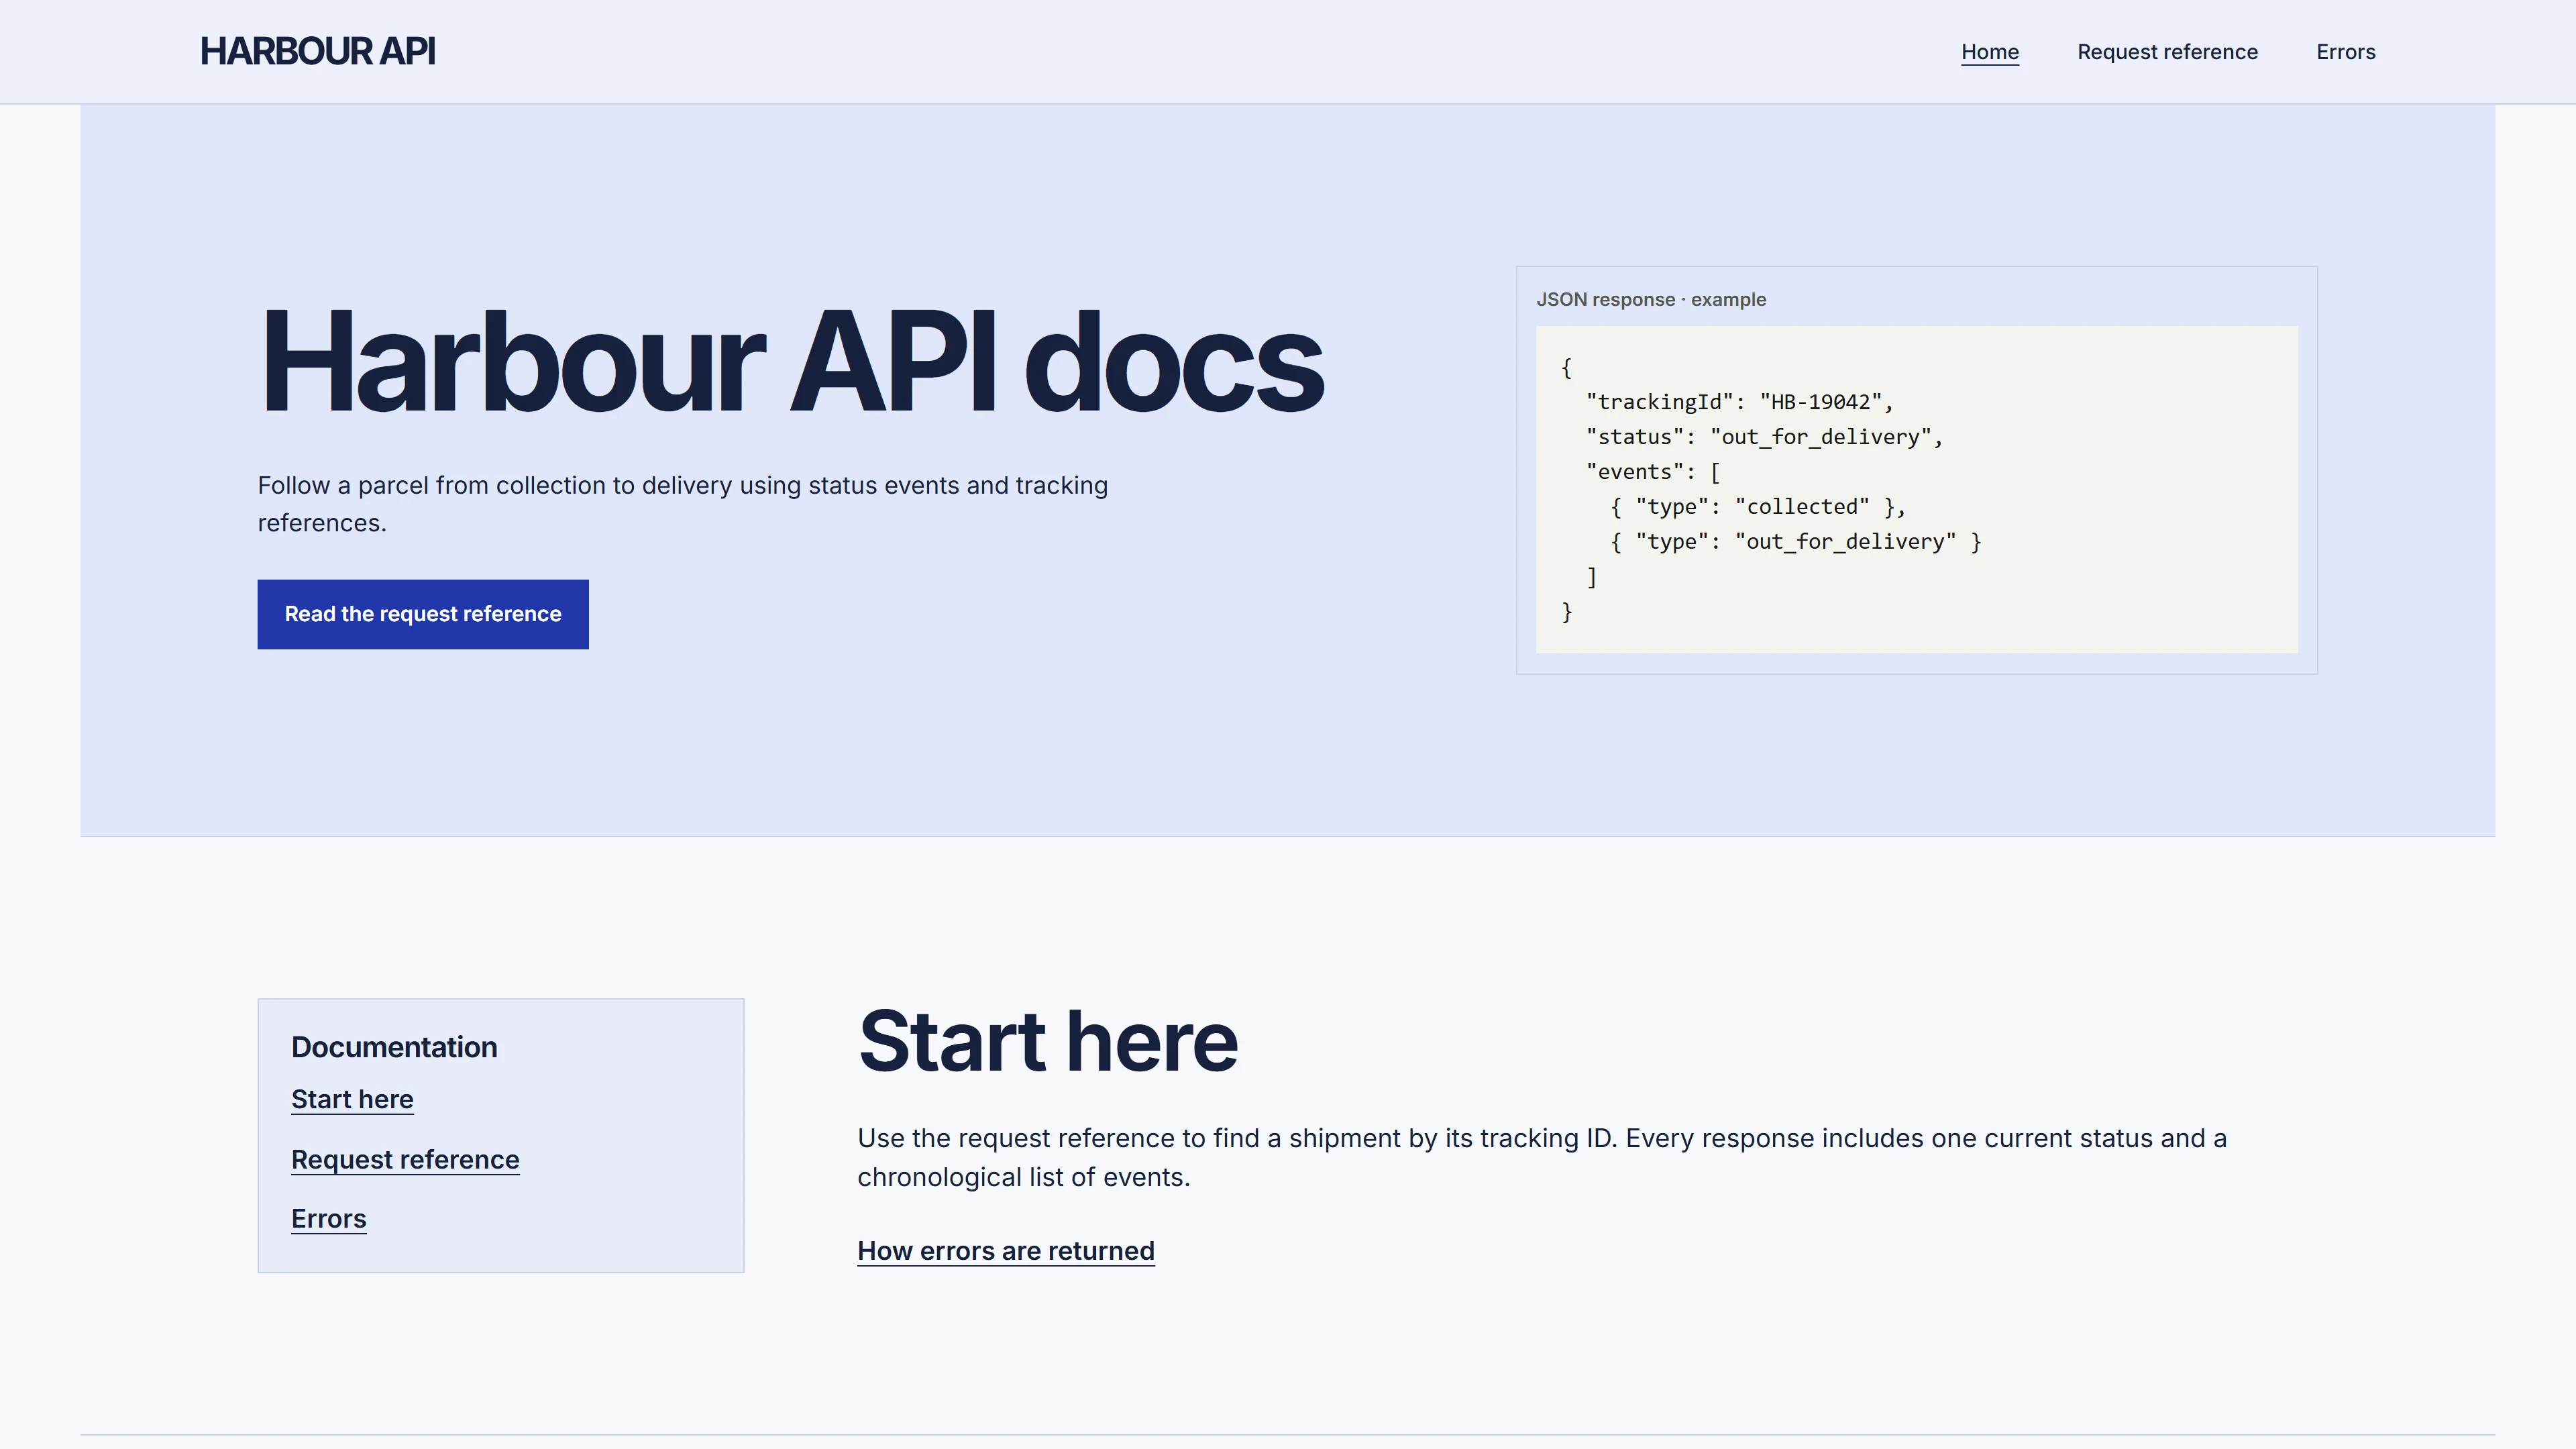 HARBOUR API
Home
Request reference
Errors
Harbour API docs
Follow a parcel from collection to delivery using status events and tracking
references.
Read the request reference
JSON response · example
{
  "trackingId": "HB-19042",
  "status": "out_for_delivery",
  "events": [
    { "type": "collected" },
    { "type": "out_for_delivery" }
  ]
}
Documentation
Start here
Request reference
Errors
Start here
Use the request reference to find a shipment by its tracking ID. Every response includes one current status and a
chronological list of events.
How errors are returned